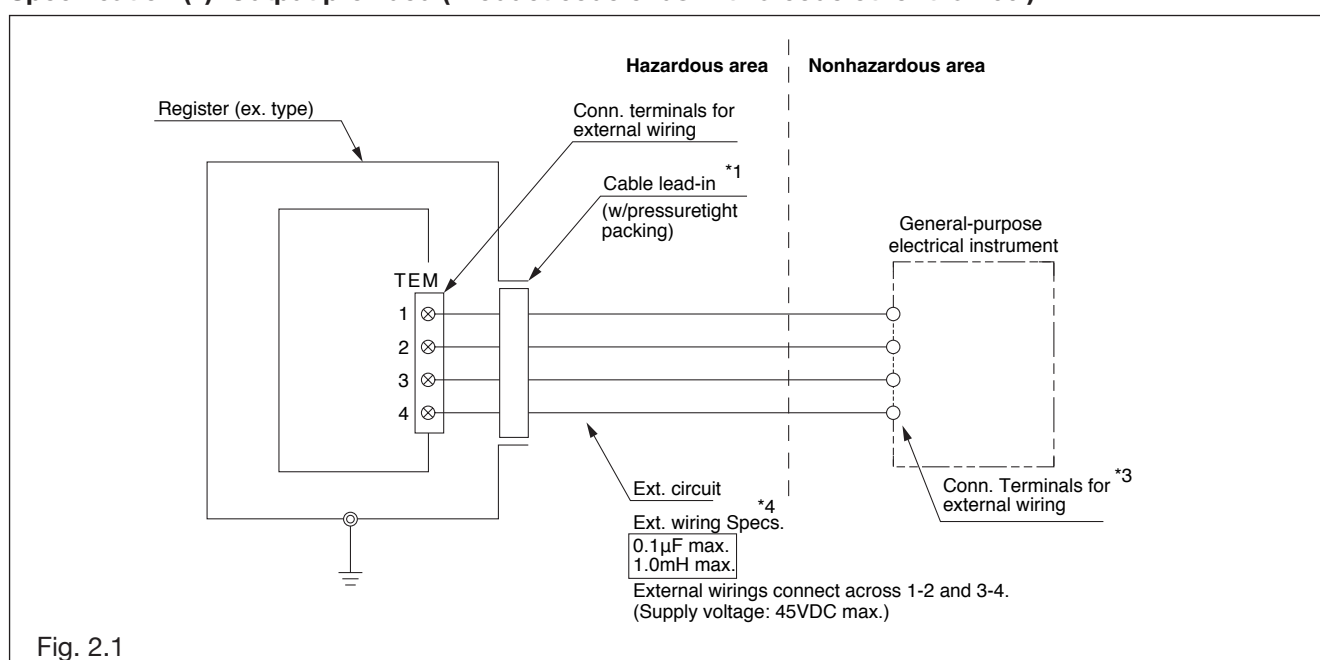 Hazardous area
Nonhazardous area
Register (ex. type)
Conn. terminals for
external wiring
Cable lead-in *1
(w/pressuretight
packing)
General-purpose
electrical instrument
TEM
1
2
3
4
Ext. circuit
Ext. wiring Specs. *4
0.1µF max.
1.0mH max.
External wirings connect across 1-2 and 3-4.
(Supply voltage: 45VDC max.)
Conn. Terminals for *3
external wiring
Fig. 2.1